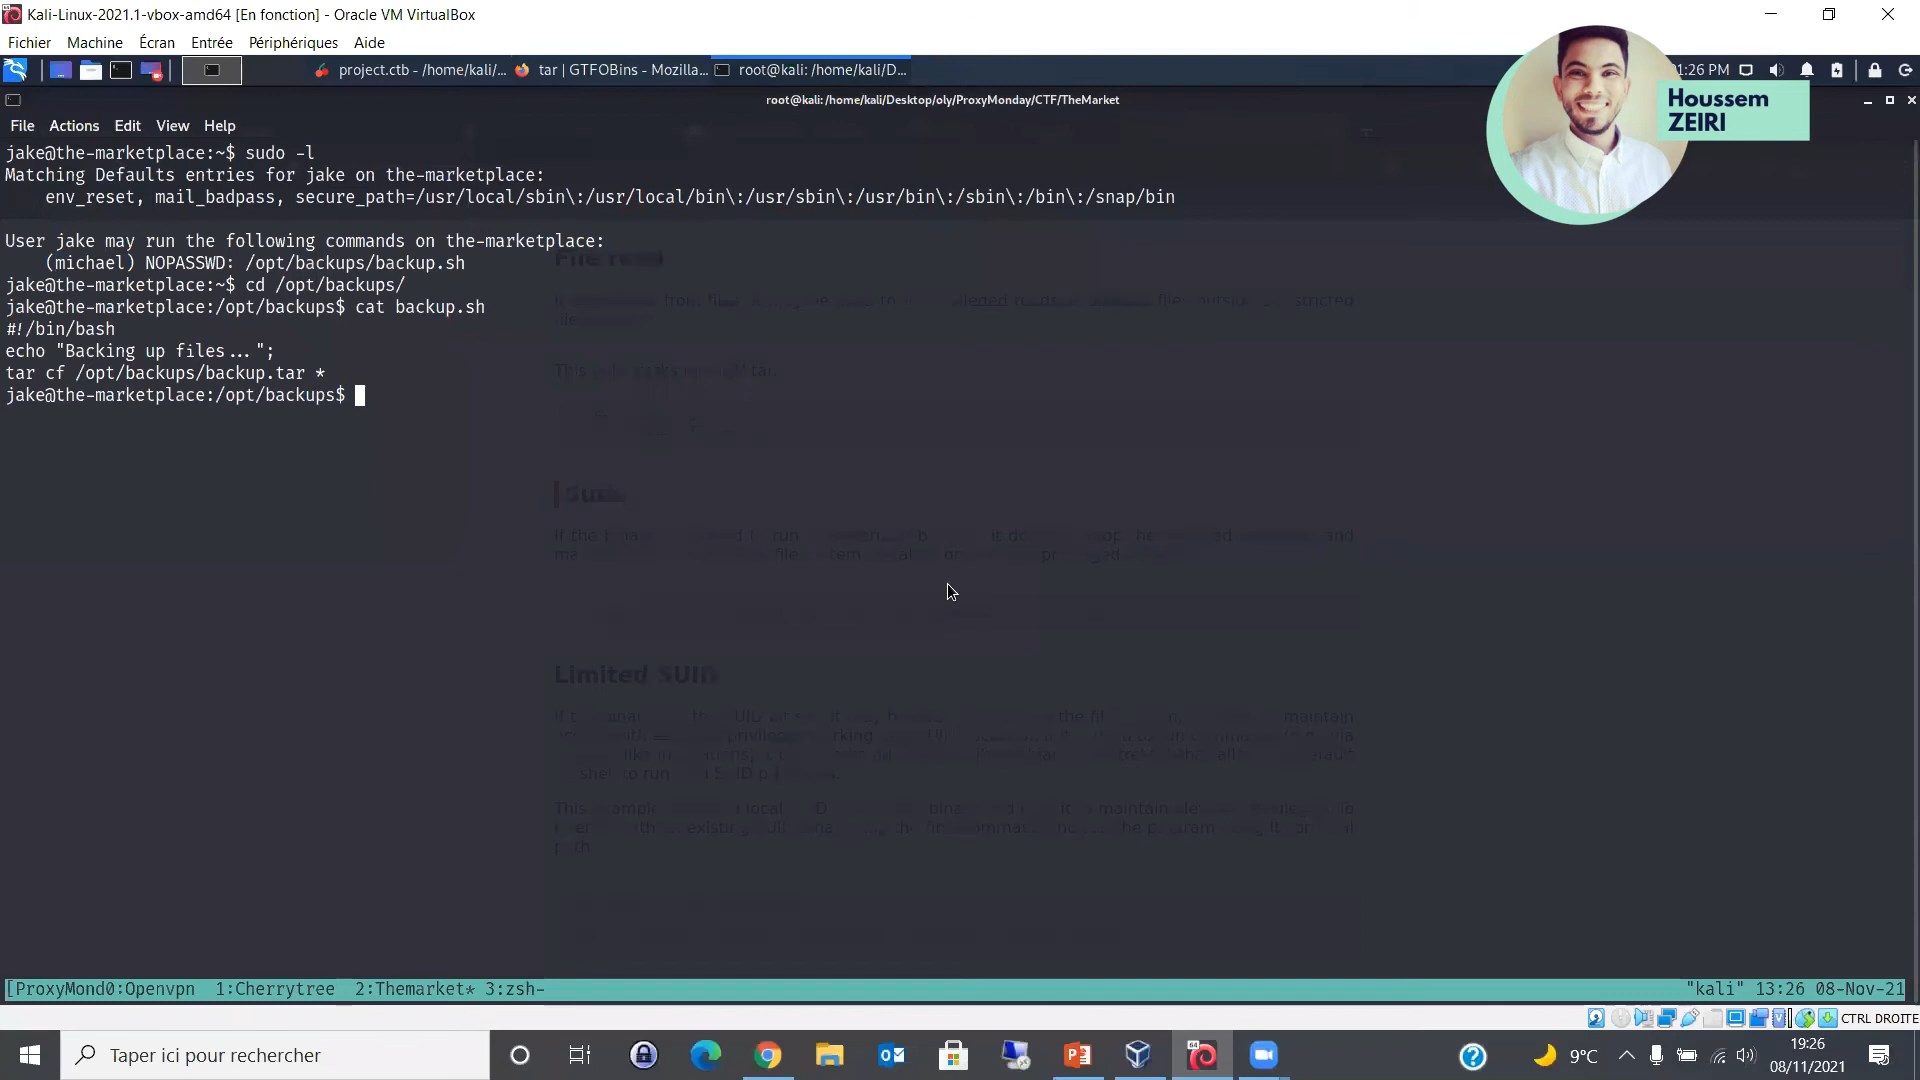 Kali-Linux-2021.1-vbox-amd64 [En fonction] - Oracle VM VirtualBox
Fichier Machine Écran Entrée Périphériques Aide
project.ctb - /home/kali/... tar | GTFOBins - Mozilla... root@kali: /home/kali/D... 1:26 PM
root@kali: /home/kali/Desktop/oly/ProxyMonday/CTF/TheMarket
Houssem
ZEIRI
File Actions Edit View Help
jake@the-marketplace:~$ sudo -l
Matching Defaults entries for jake on the-marketplace:
env_reset, mail_badpass, secure_path=/usr/local/sbin\:/usr/local/bin\:/usr/sbin\:/usr/bin\:/sbin\:/bin\:/snap/bin
User jake may run the following commands on the-marketplace:
(michael) NOPASSWD: /opt/backups/backup.sh
jake@the-marketplace:~$ cd /opt/backups/
jake@the-marketplace:/opt/backups$ cat backup.sh
#!/bin/bash
echo "Backing up files...";
tar cf /opt/backups/backup.tar *
jake@the-marketplace:/opt/backups$
Limited SUID
[ProxyMond0:Openvpn 1:Cherrytree 2:Themarket* 3:zsh- "kali" 13:26 08-Nov-21
CTRL DROITE
Taper ici pour rechercher
9°C
19:26
08/11/2021